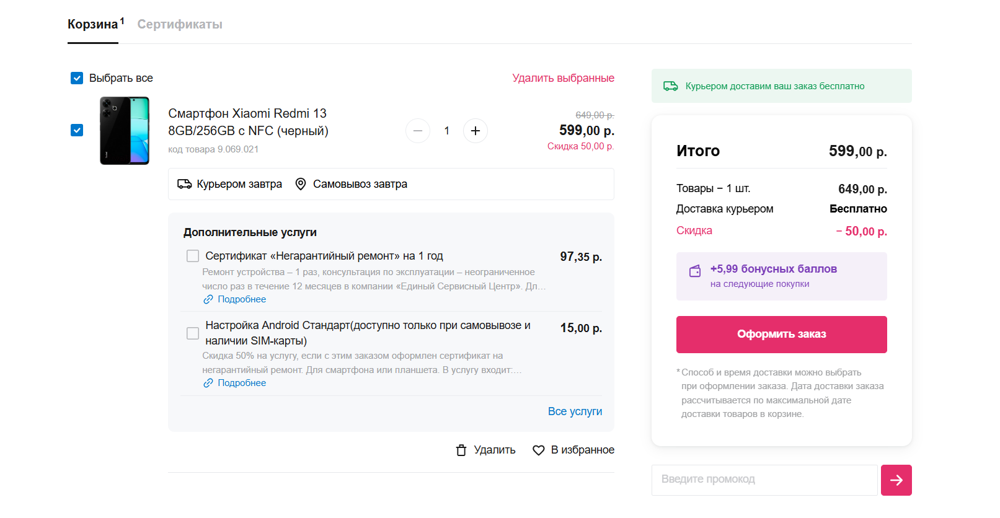 Корзина 1 Сертификаты
Выбрать все
Удалить выбранные
Смартфон Xiaomi Redmi 13
8GB/256GB с NFC (черный)
код товара 9.069.021
1
649,00 р.
599,00 р.
Скидка 50,00 р.
Курьером завтра Самовывоз завтра
Дополнительные услуги
Сертификат «Негарантийный ремонт» на 1 год 97,35 р.
Ремонт устройства – 1 раз, консультация по эксплуатации – неограниченное
число раз в течение 12 месяцев в компании «Единый Сервисный Центр». Дл...
Подробнее
Настройка Android Стандарт(доступно только при самовывозе и
наличии SIM-карты)
15,00 р.
Скидка 50% на услугу, если с этим заказом оформлен сертификат на
негарантийный ремонт. Для смартфона или планшета. В услугу входит:...
Подробнее
Все услуги
Удалить В избранное
Курьером доставим ваш заказ бесплатно
Итого 599,00 р.
Товары – 1 шт. 649,00 р.
Доставка курьером Бесплатно
Скидка – 50,00 р.
+5,99 бонусных баллов
на следующие покупки
Оформить заказ
* Способ и время доставки можно выбрать
при оформлении заказа. Дата доставки заказа
рассчитывается по максимальной дате
доставки товаров в корзине.
Введите промокод